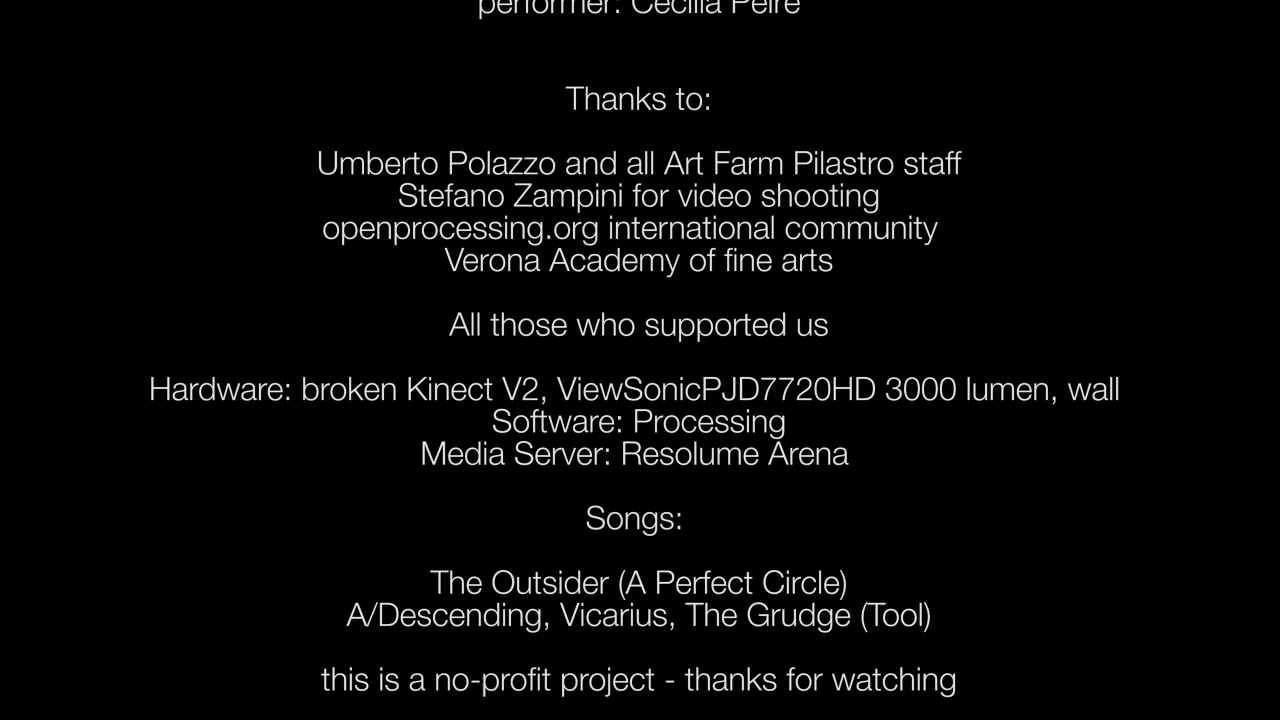 performer: Cecilia Peire
Thanks to:
Umberto Polazzo and all Art Farm Pilastro staff
Stefano Zampini for video shooting
openprocessing.org international community
Verona Academy of fine arts
All those who supported us
Hardware: broken Kinect V2, ViewSonicPJD7720HD 3000 lumen, wall
Software: Processing
Media Server: Resolume Arena
Songs:
The Outsider (A Perfect Circle)
A/Descending, Vicarius, The Grudge (Tool)
this is a no-profit project - thanks for watching